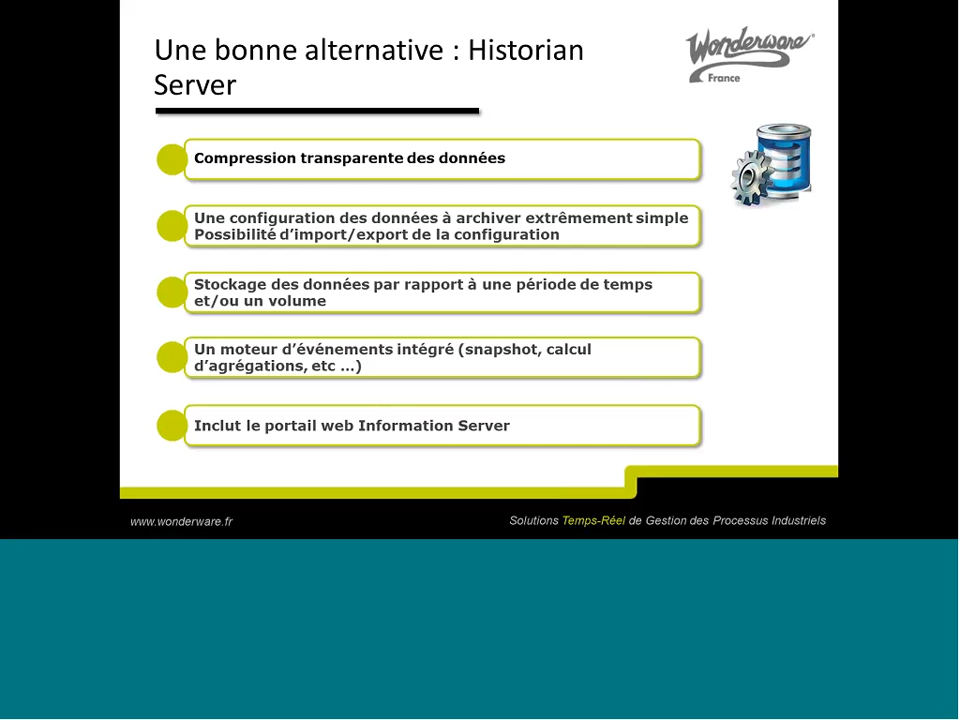 Une bonne alternative : Historian
Server
Wonderware
France
Compression transparente des données
Une configuration des données à archiver extrêmement simple
Possibilité d’import/export de la configuration
Stockage des données par rapport à une période de temps
et/ou un volume
Un moteur d’événements intégré (snapshot, calcul
d’agrégations, etc …)
Inclut le portail web Information Server
www.wonderware.fr
Solutions Temps-Réel de Gestion des Processus Industriels